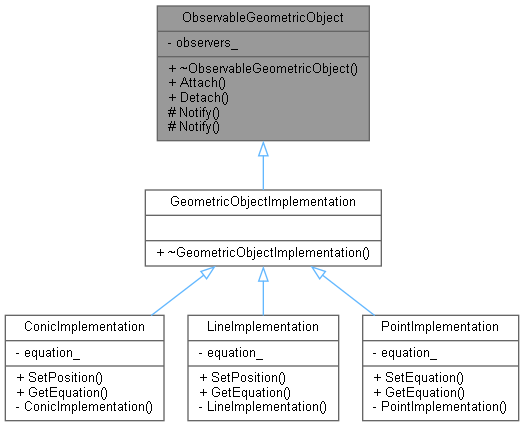 ObservableGeometricObject
- observers_
+ ~ObservableGeometricObject()
+ Attach()
+ Detach()
# Notify()
# Notify()
GeometricObjectImplementation
+ ~GeometricObjectImplementation()
ConicImplementation
- equation_
+ SetPosition()
+ GetEquation()
- ConicImplementation()
LineImplementation
- equation_
+ SetPosition()
+ GetEquation()
- LineImplementation()
PointImplementation
- equation_
+ SetEquation()
+ GetEquation()
- PointImplementation()